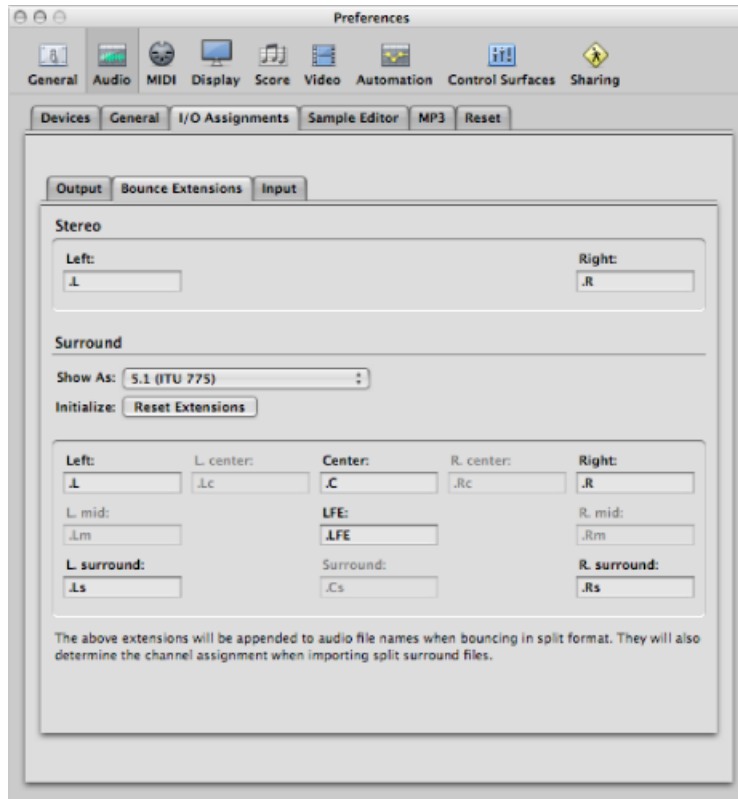 Preferences
General Audio MIDI Display Score Video Automation Control Surfaces Sharing
Devices General I/O Assignments Sample Editor MP3 Reset
Output Bounce Extensions Input
Stereo
Left: Right:
.L .R
Surround
Show As: 5.1 (ITU 775)
Initialize: Reset Extensions
Left: L. center: Center: R. center: Right:
.L .Lc .C .Rc .R
L. mid: LFE: R. mid:
.Lm .LFE .Rm
L. surround: Surround: R. surround:
.Ls .Cs .Rs
The above extensions will be appended to audio file names when bouncing in split format. They will also
determine the channel assignment when importing split surround files.